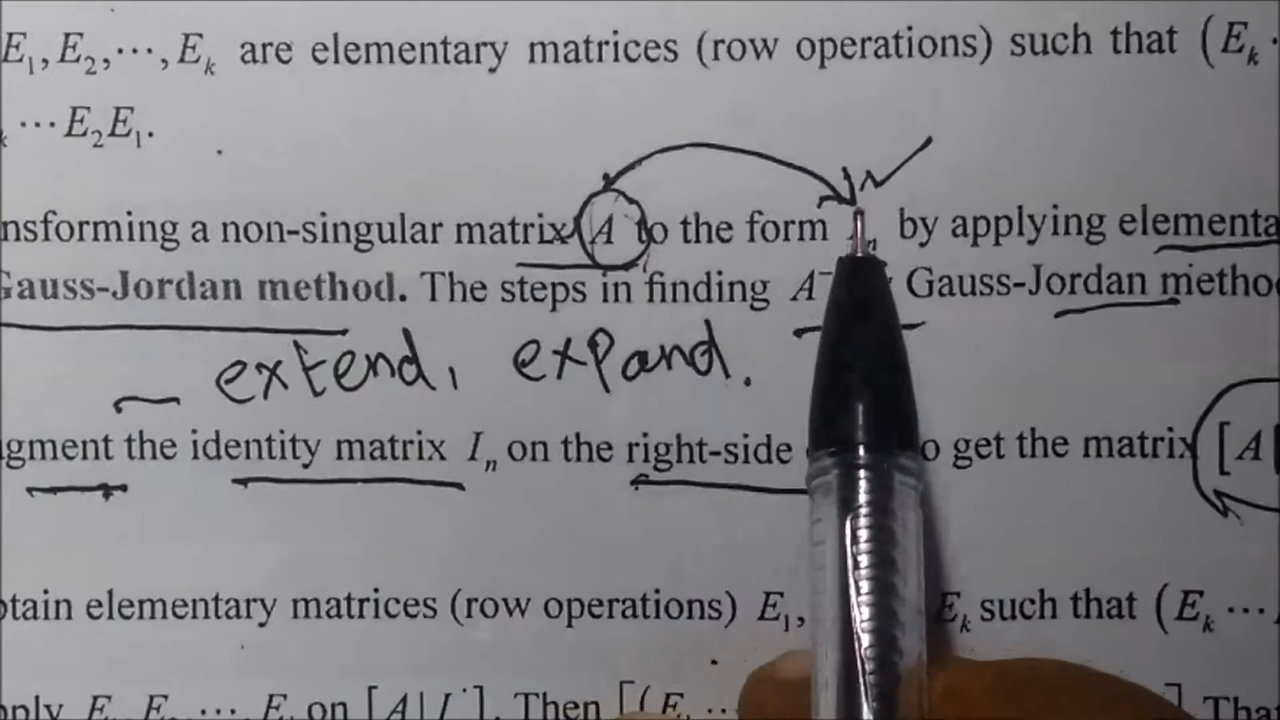 E₁, E₂, ⋯, Eₖ are elementary matrices (row operations) such that (Eₖ
⋯ E₂E₁.
nsforming a non-singular matrix A to the form by applying elementa
Gauss-Jordan method. The steps in finding A⁻ Gauss-Jordan metho
extend, expand.
gment the identity matrix Iₙ on the right-side to get the matrix [A|
tain elementary matrices (row operations) E₁, Eₖ such that (Eₖ ⋯
ply E E ⋯ E on [A|I]. Then [(E ⋯ ]. Tha